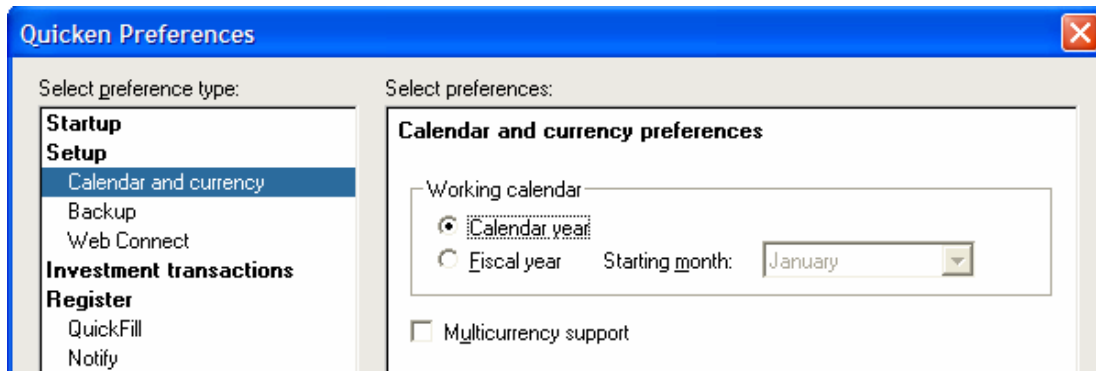 Quicken Preferences
Select preference type:
Startup
Setup
Calendar and currency
Backup
Web Connect
Investment transactions
Register
QuickFill
Notify
Select preferences:
Calendar and currency preferences
Working calendar
Calendar year
Fiscal year Starting month: January
Multicurrency support